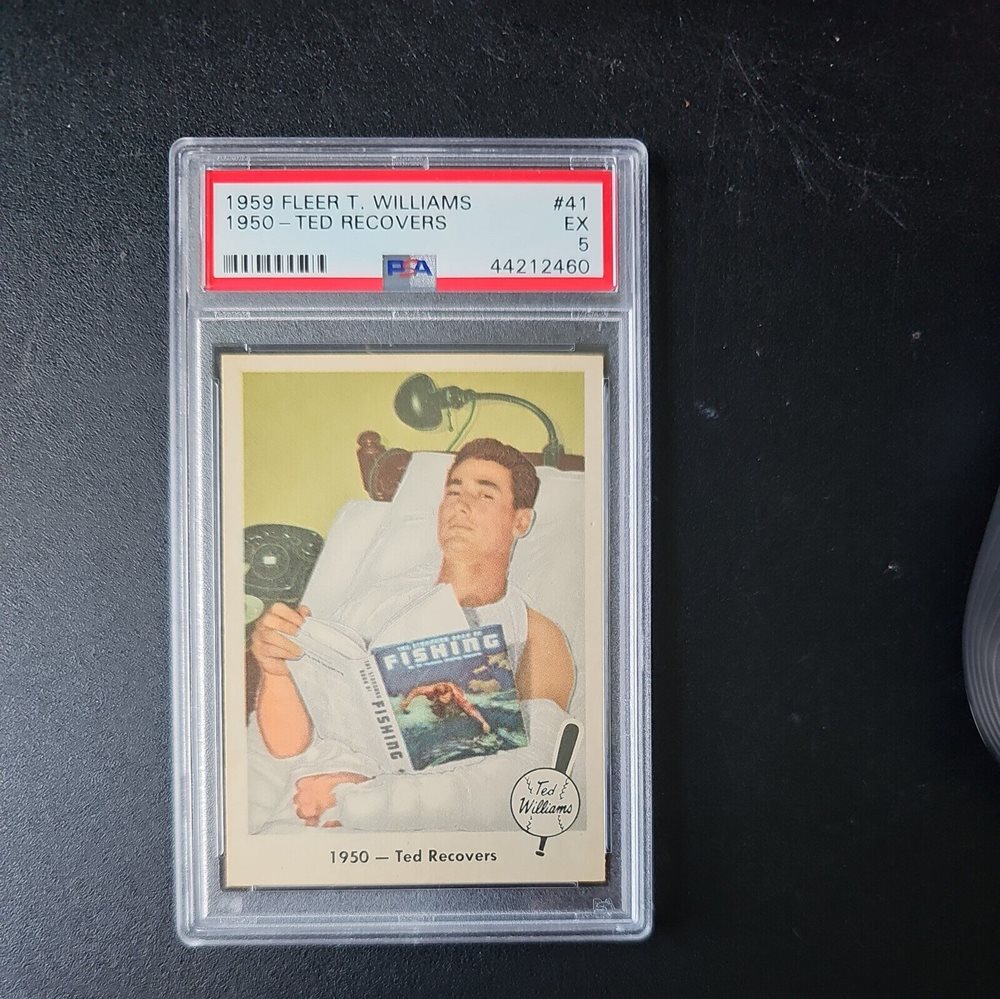 1959 FLEER T. WILLIAMS #41
1950 – TED RECOVERS EX
5
PSA 44212460
FISHING
FISHING
Ted
Williams
1950 — Ted Recovers